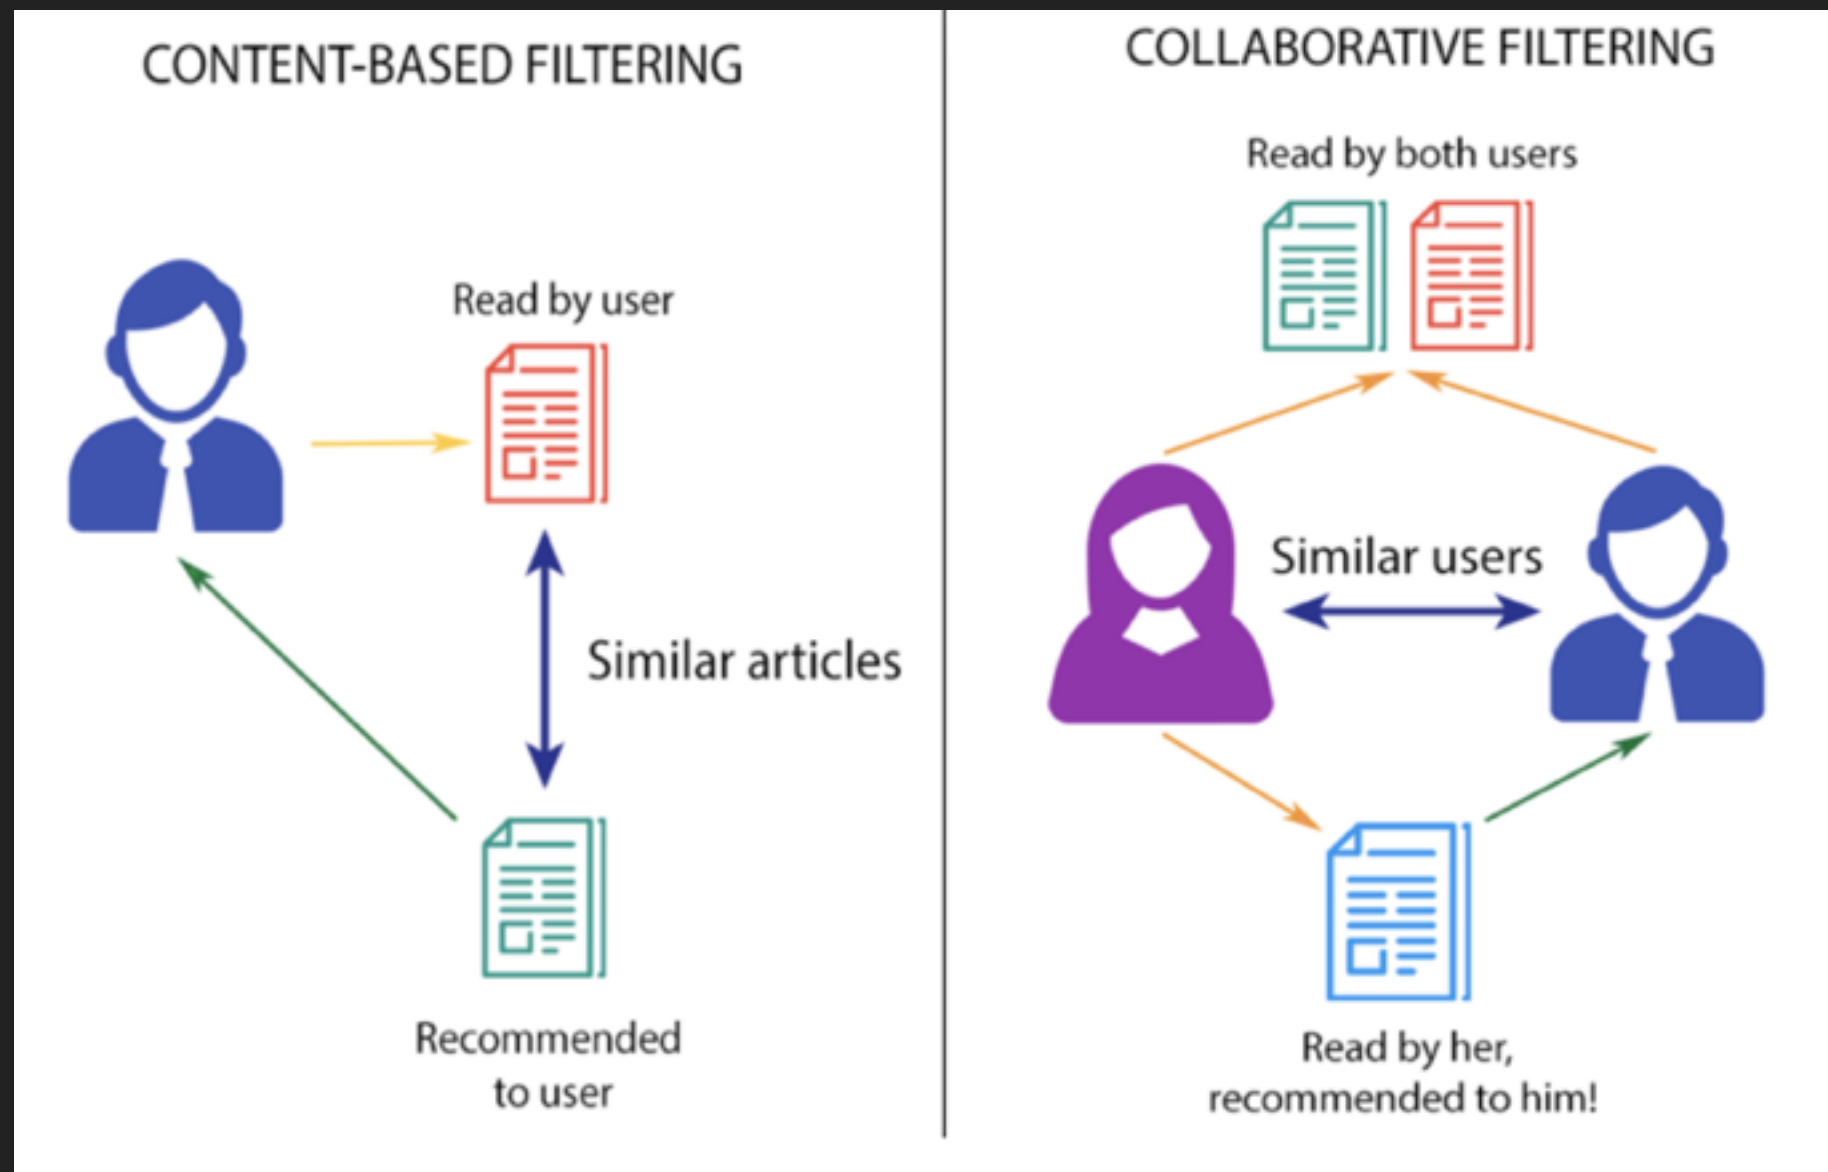 CONTENT-BASED FILTERING
Read by user
Similar articles
Recommended
to user
COLLABORATIVE FILTERING
Read by both users
Similar users
Read by her,
recommended to him!